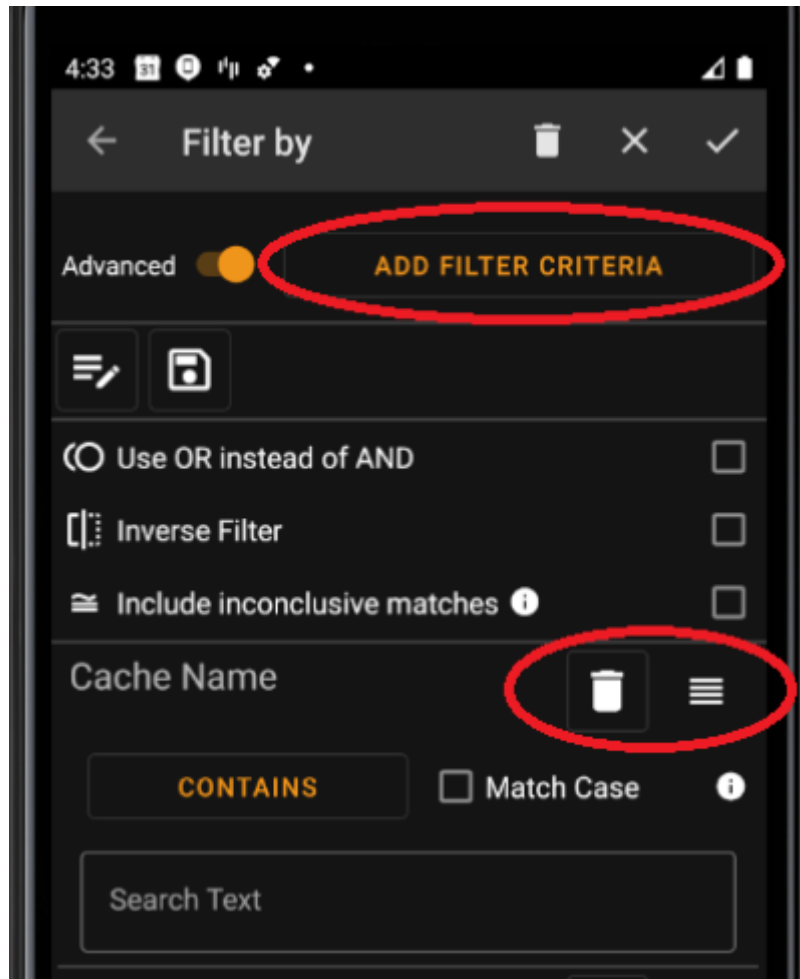 4:33 31
Filter by
Advanced ADD FILTER CRITERIA
Use OR instead of AND
Inverse Filter
Include inconclusive matches i
Cache Name
CONTAINS Match Case i
Search Text